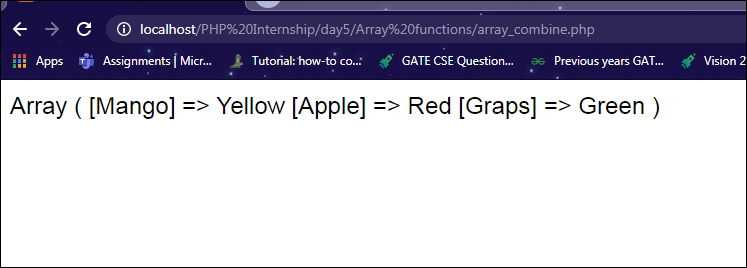 localhost/PHP%20Internship/day5/Array%20functions/array_combine.php
Apps Assignments | Micr... Tutorial: how-to co... GATE CSE Question... GG Previous years GAT... Vision 2
Array ( [Mango] => Yellow [Apple] => Red [Graps] => Green )